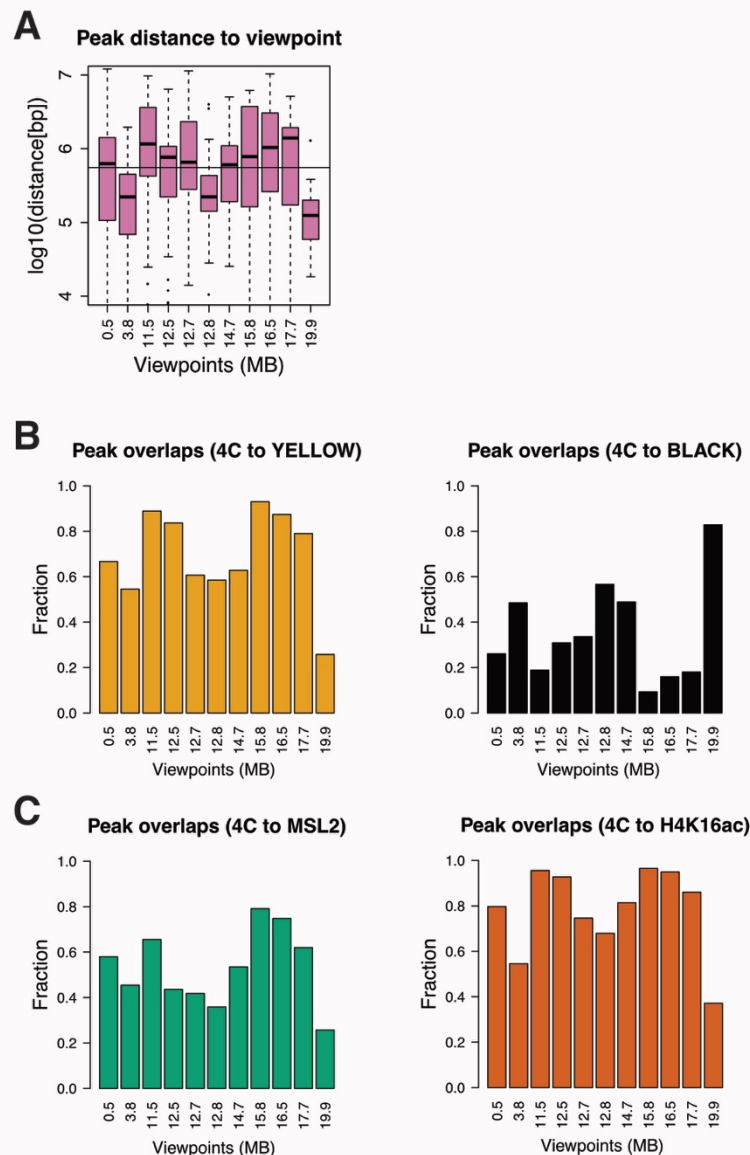 A
Peak distance to viewpoint
log10(distance[bp])
7
6
5
4
0.5 3.8 11.5 12.5 12.7 12.8 14.7 15.8 16.5 17.7 19.9
Viewpoints (MB)
B
Peak overlaps (4C to YELLOW)
Fraction
1.0
0.8
0.6
0.4
0.2
0.0
0.5 3.8 11.5 12.5 12.7 12.8 14.7 15.8 16.5 17.7 19.9
Viewpoints (MB)
Peak overlaps (4C to BLACK)
Fraction
1.0
0.8
0.6
0.4
0.2
0.0
0.5 3.8 11.5 12.5 12.7 12.8 14.7 15.8 16.5 17.7 19.9
Viewpoints (MB)
C
Peak overlaps (4C to MSL2)
Fraction
1.0
0.8
0.6
0.4
0.2
0.0
0.5 3.8 11.5 12.5 12.7 12.8 14.7 15.8 16.5 17.7 19.9
Viewpoints (MB)
Peak overlaps (4C to H4K16ac)
Fraction
1.0
0.8
0.6
0.4
0.2
0.0
0.5 3.8 11.5 12.5 12.7 12.8 14.7 15.8 16.5 17.7 19.9
Viewpoints (MB)